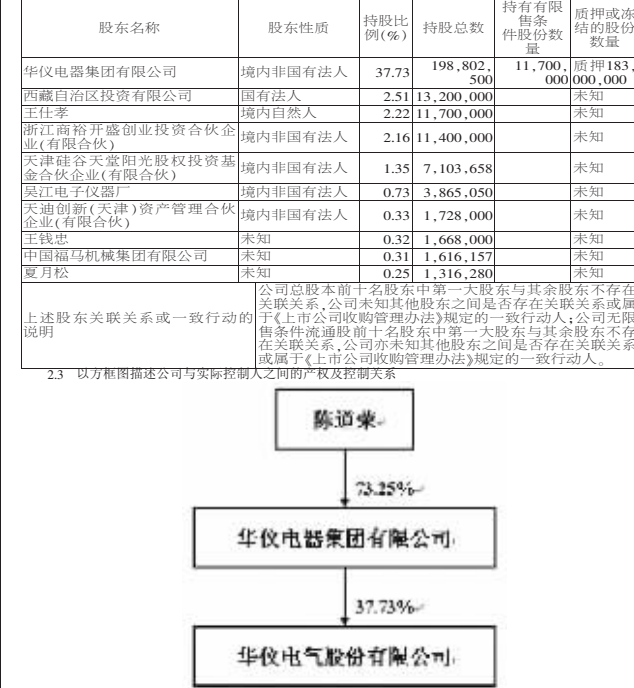 股东名称 股东性质 持股比例(%) 持股总数 持有有限售条件股份数量 质押或冻结的股份数量
华仪电器集团有限公司 境内非国有法人 37.73 198,802,500 11,700,000 质押183,000,000
西藏自治区投资有限公司 国有法人 2.51 13,200,000 未知
王仕孝 境内自然人 2.22 11,700,000 未知
浙江商裕开盛创业投资合伙企业(有限合伙) 境内非国有法人 2.16 11,400,000 未知
天津硅谷天堂阳光股权投资基金合伙企业(有限合伙) 境内非国有法人 1.35 7,103,658 未知
吴江电子仪器厂 境内非国有法人 0.73 3,865,050 未知
天迪创新(天津)资产管理合伙企业(有限合伙) 境内非国有法人 0.33 1,728,000 未知
王钱忠 未知 0.32 1,668,000 未知
中国福马机械集团有限公司 未知 0.31 1,616,157 未知
夏月松 未知 0.25 1,316,280 未知
上述股东关联关系或一致行动的说明
公司总股本前十名股东中第一大股东与其余股东不存在
关联关系,公司未知其他股东之间是否存在关联关系或属
于《上市公司收购管理办法》规定的一致行动人;公司无限
售条件流通股前十名股东中第一大股东与其余股东不存
在关联关系,公司亦未知其他股东之间是否存在关联关系
或属于《上市公司收购管理办法》规定的一致行动人。
2.3 以方框图描述公司与实际控制人之间的产权及控制关系
陈道荣
73.25%
华仪电器集团有限公司
37.73%
华仪电气股份有限公司